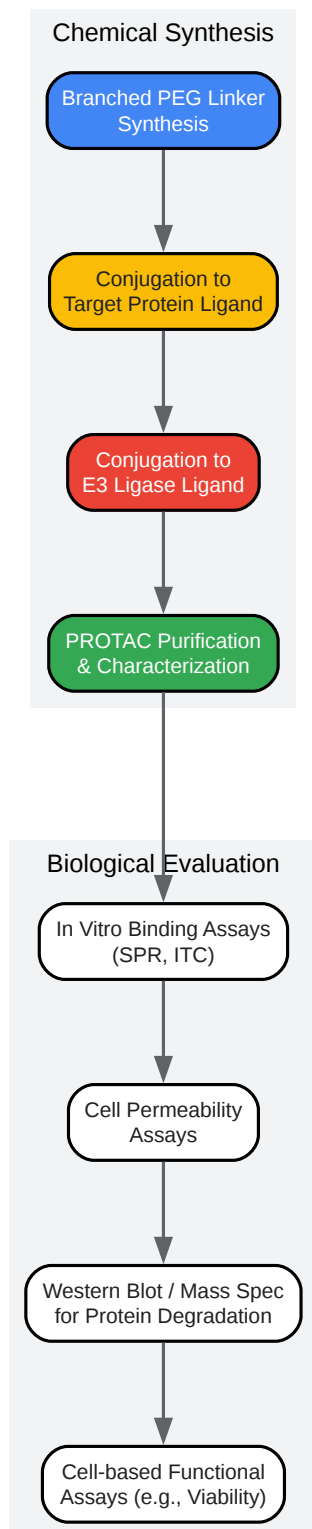 Chemical Synthesis
Branched PEG Linker
Synthesis
Conjugation to
Target Protein Ligand
Conjugation to
E3 Ligase Ligand
PROTAC Purification
& Characterization
Biological Evaluation
In Vitro Binding Assays
(SPR, ITC)
Cell Permeability
Assays
Western Blot / Mass Spec
for Protein Degradation
Cell-based Functional
Assays (e.g., Viability)